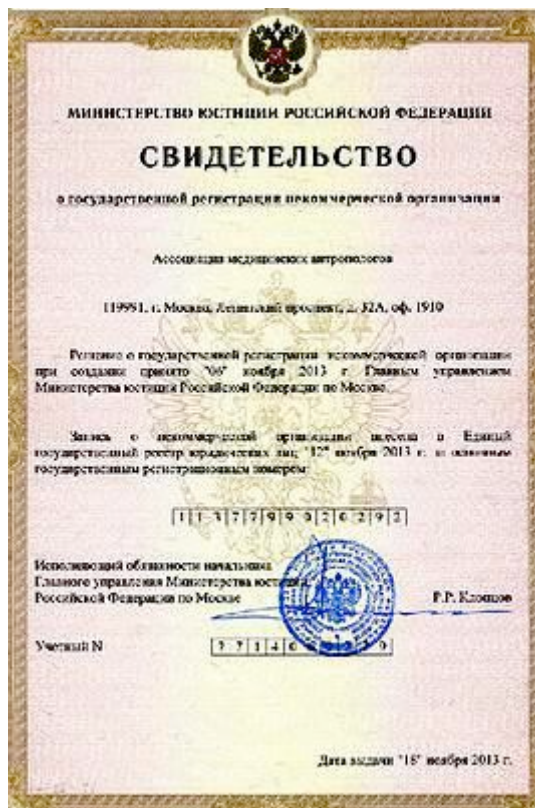 МИНИСТЕРСТВО ЮСТИЦИИ РОССИЙСКОЙ ФЕДЕРАЦИИ
СВИДЕТЕЛЬСТВО
о государственной регистрации некоммерческой организации
Ассоциация медицинских антропологов
119991, г. Москва, Ленинский проспект, д. 32А, оф. 1910
Решение о государственной регистрации некоммерческой организации
при создании принято "06" ноября 2013 г. Главным управлением
Министерства юстиции Российской Федерации по Москве.
Запись о некоммерческой организации внесена в Единый
государственный реестр юридических лиц "12" ноября 2013 г. за основным
государственным регистрационным номером:
1 1 3 7 7 9 9 0 2 0 2 9 2
Исполняющий обязанности начальника
Главного управления Министерства юстиции
Российской Федерации по Москве Р.Р.
Учетный N
Дата выдачи "18" ноября 2013 г.